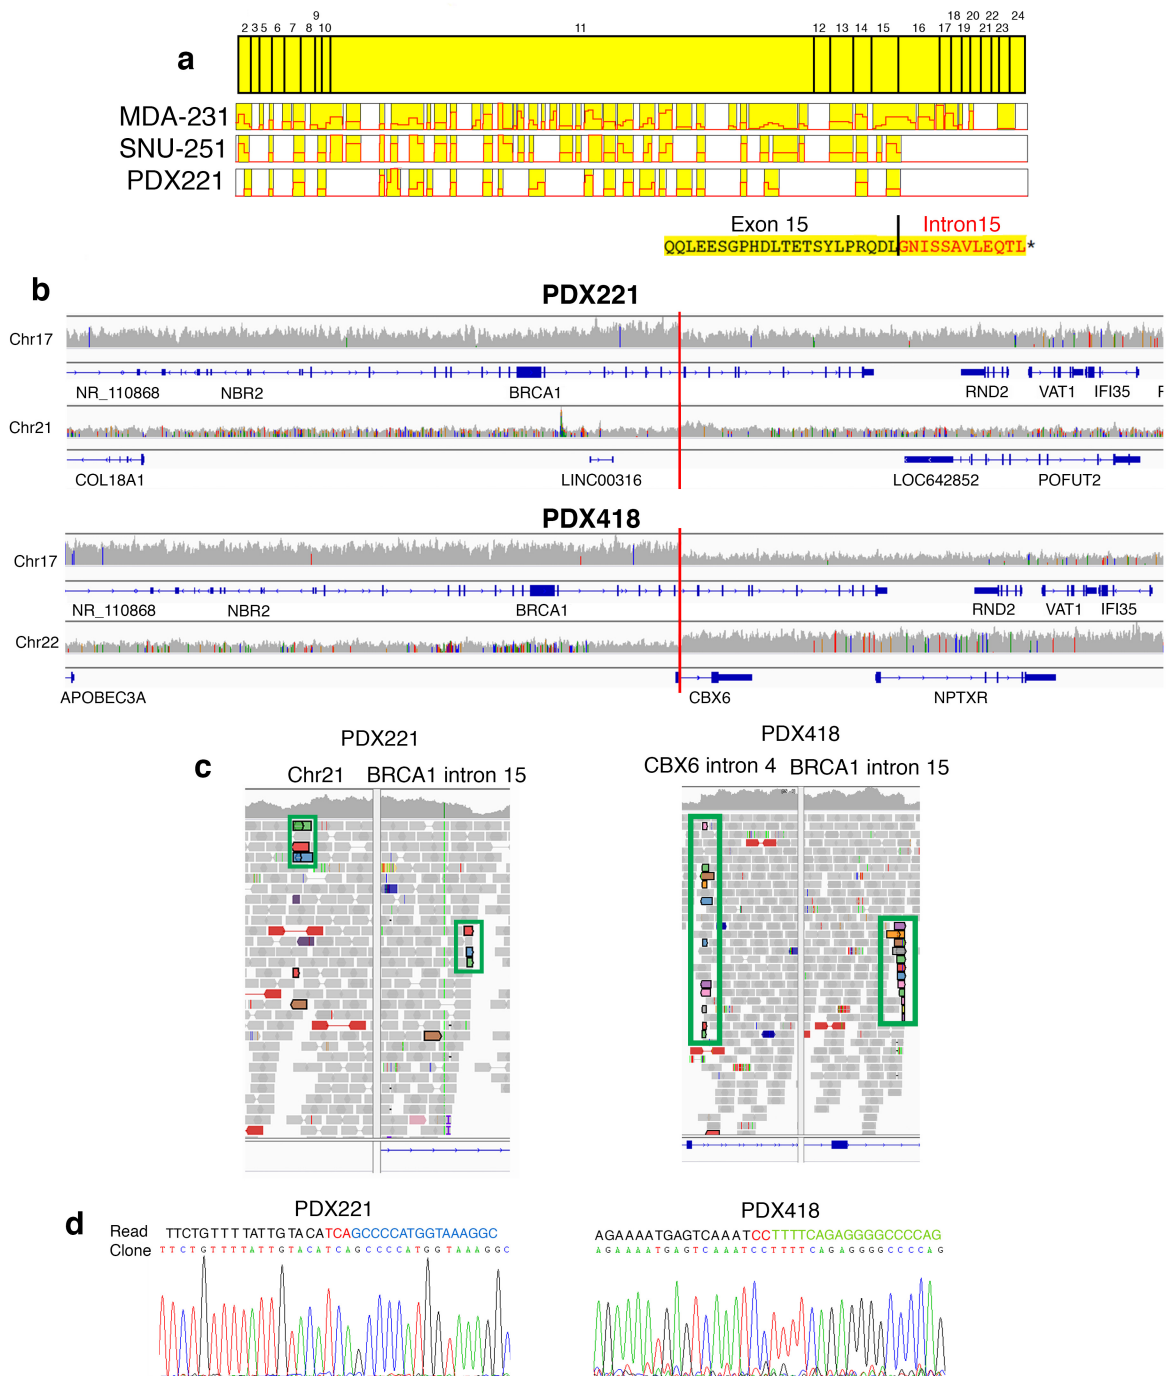 a
9 18 20 22 24
2 3 5 6 7 8 10 11 12 13 14 15 16 17 19 21 23
MDA-231
SNU-251
PDX221
Exon 15 Intron15
QQLEESGPHDLTETSYLPRQDLGNISSAVLEQTL*
b
PDX221
Chr17
NR_110868 NBR2 BRCA1 RND2 VAT1 IFI35 F
Chr21
COL18A1 LINC00316 LOC642852 POFUT2
PDX418
Chr17
NR_110868 NBR2 BRCA1 RND2 VAT1 IFI35
Chr22
APOBEC3A CBX6 NPTXR
c
PDX221
Chr21 BRCA1 intron 15
PDX418
CBX6 intron 4 BRCA1 intron 15
d
PDX221
Read TTCTGTTTTATTGTACATCAGCCCCATGGTAAAGGC
Clone TTCTGTTTTATTGTACATCAGCCCCATGGTAAAGGC
PDX418
AGAAAATGAGTCAAATCCTTTTCAGAGGGGCCCCAG
AGAAAATGAGTCAAATCCTTTTCAGAGGGGCCCCAG